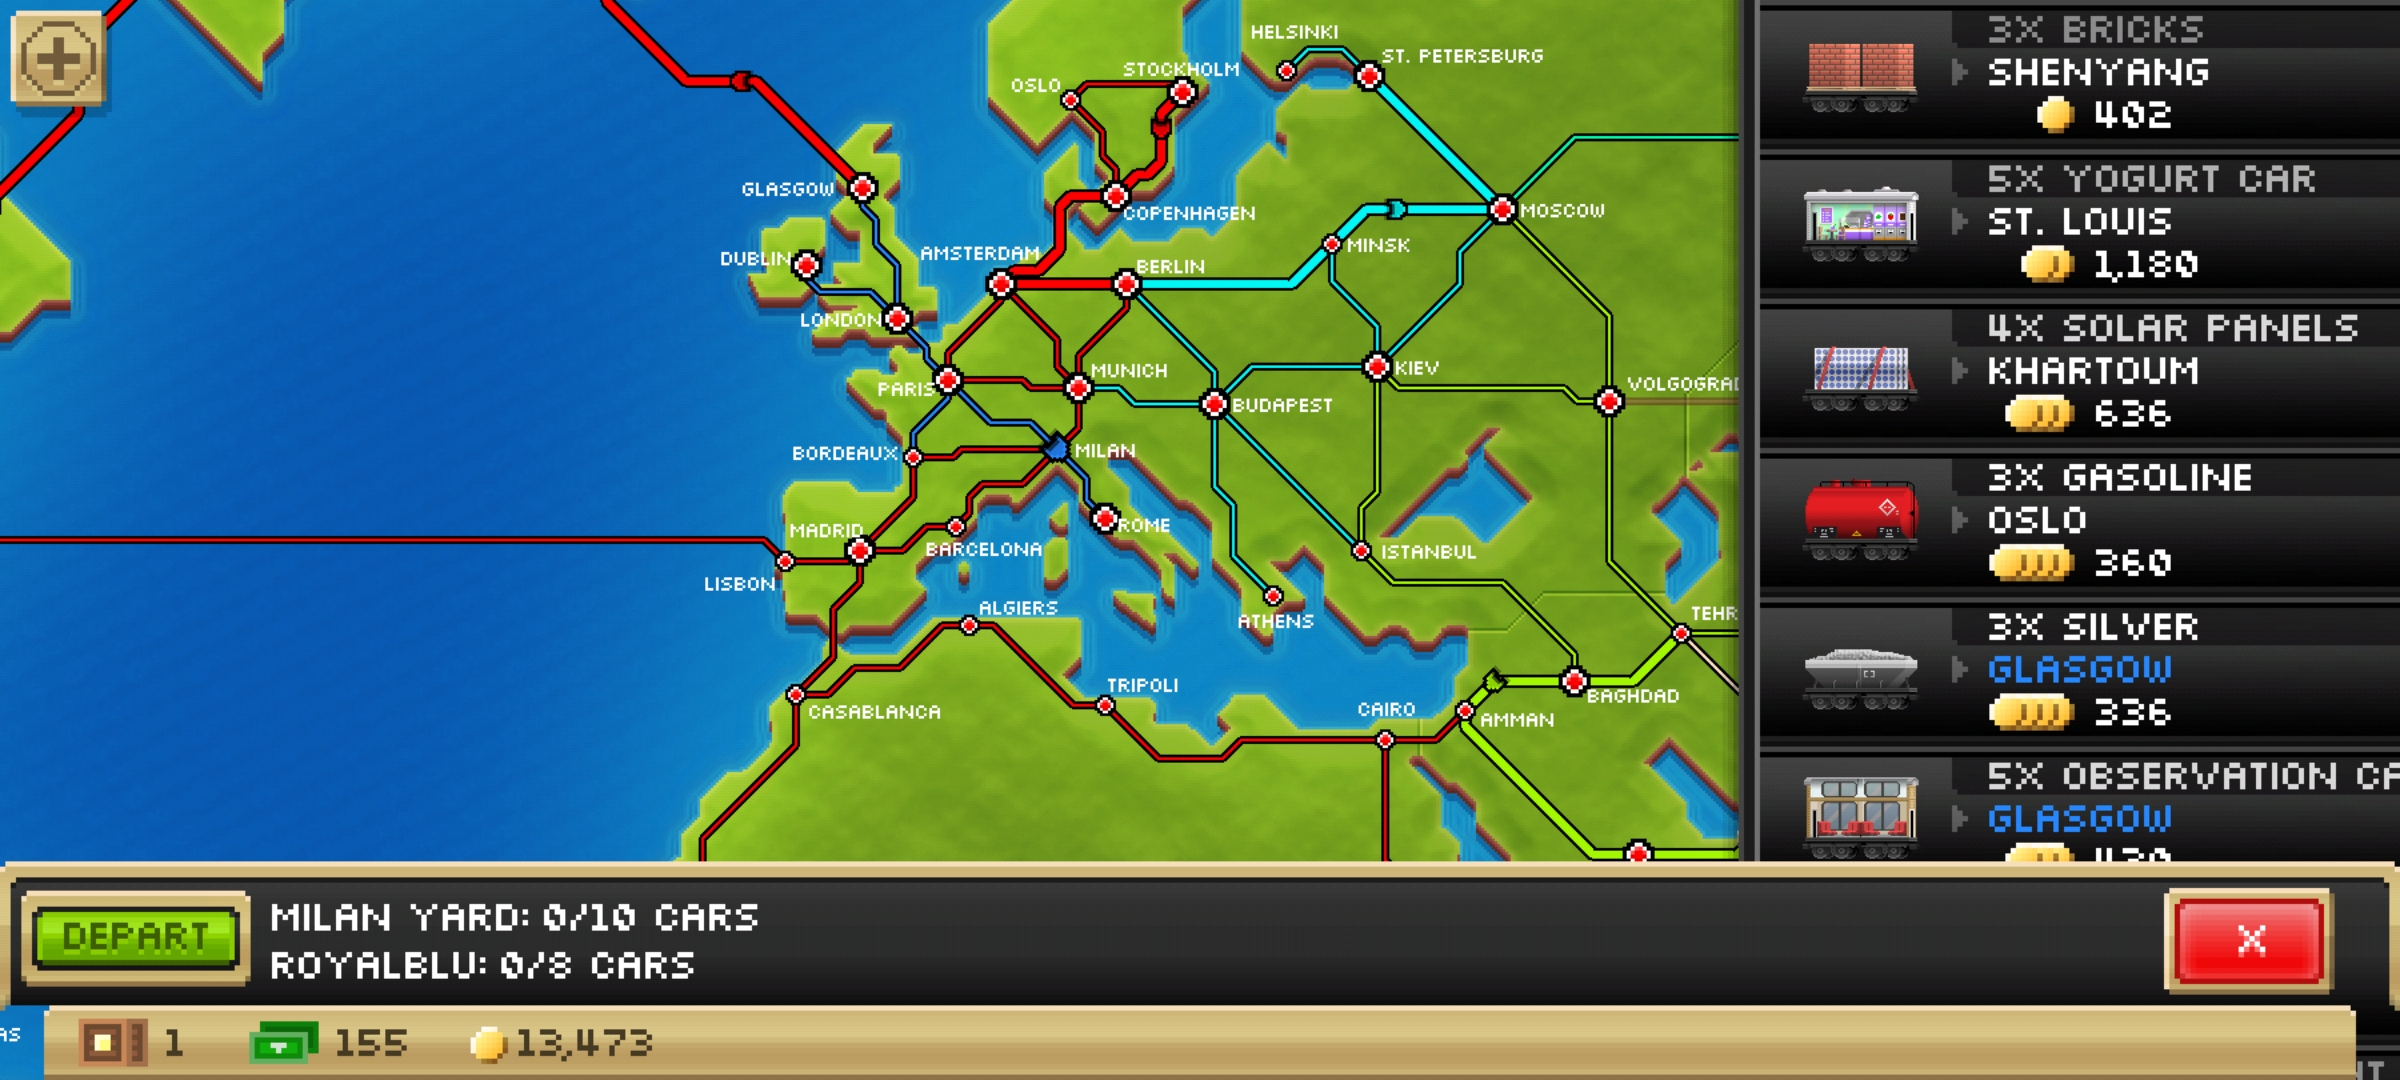 HELSINKI
ST. PETERSBURG
STOCKHOLM
OSLO
GLASGOW
COPENHAGEN
MOSCOW
MINSK
DUBLIN
AMSTERDAM
BERLIN
LONDON
MUNICH
KIEV
PARIS
VOLGOGRAD
BUDAPEST
BORDEAUX
MILAN
MADRID
ROME
BARCELONA
ISTANBUL
LISBON
ALGIERS
ATHENS
TEHR
TRIPOLI
BAGHDAD
CASABLANCA
CAIRO
AMMAN
3X BRICKS
SHENYANG
402
5X YOGURT CAR
ST. LOUIS
1,180
4X SOLAR PANELS
KHARTOUM
636
3X GASOLINE
OSLO
360
3X SILVER
GLASGOW
336
5X OBSERVATION CA
GLASGOW
DEPART
MILAN YARD: 0/10 CARS
ROYALBLU: 0/8 CARS
X
AS
1
155
13,473